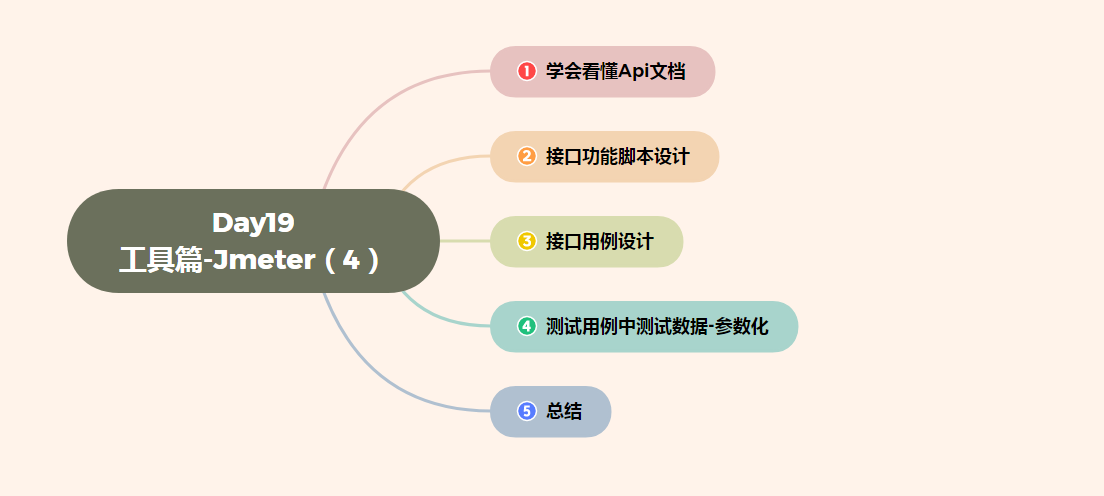 Day19
工具篇-Jmeter（4）
1 学会看懂Api文档
2 接口功能脚本设计
3 接口用例设计
4 测试用例中测试数据-参数化
5 总结